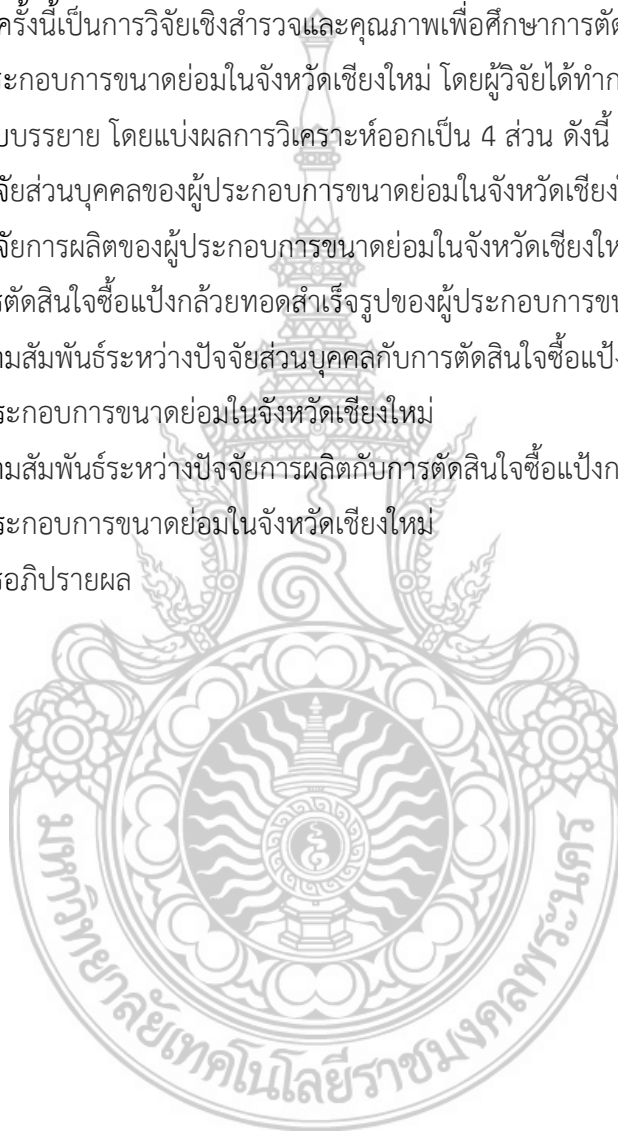 ครั้งนี้เป็นการวิจัยเชิงสำรวจและคุณภาพเพื่อศึกษาการตัด
ระกอบการขนาดย่อมในจังหวัดเชียงใหม่ โดยผู้วิจัยได้ทำก
บบรรยาย โดยแบ่งผลการวิเคราะห์ออกเป็น 4 ส่วน ดังนี้
จัยส่วนบุคคลของผู้ประกอบการขนาดย่อมในจังหวัดเชียงใ
จัยการผลิตของผู้ประกอบการขนาดย่อมในจังหวัดเชียงให
รตัดสินใจซื้อแป้งกล้วยทอดสำเร็จรูปของผู้ประกอบการขน
ามสัมพันธ์ระหว่างปัจจัยส่วนบุคคลกับการตัดสินใจซื้อแป้ง
ระกอบการขนาดย่อมในจังหวัดเชียงใหม่
ามสัมพันธ์ระหว่างปัจจัยการผลิตกับการตัดสินใจซื้อแป้งก
ระกอบการขนาดย่อมในจังหวัดเชียงใหม่
รอภิปรายผล
มหาวิทยาลัยเทคโนโลยีราชมงคลพระนคร